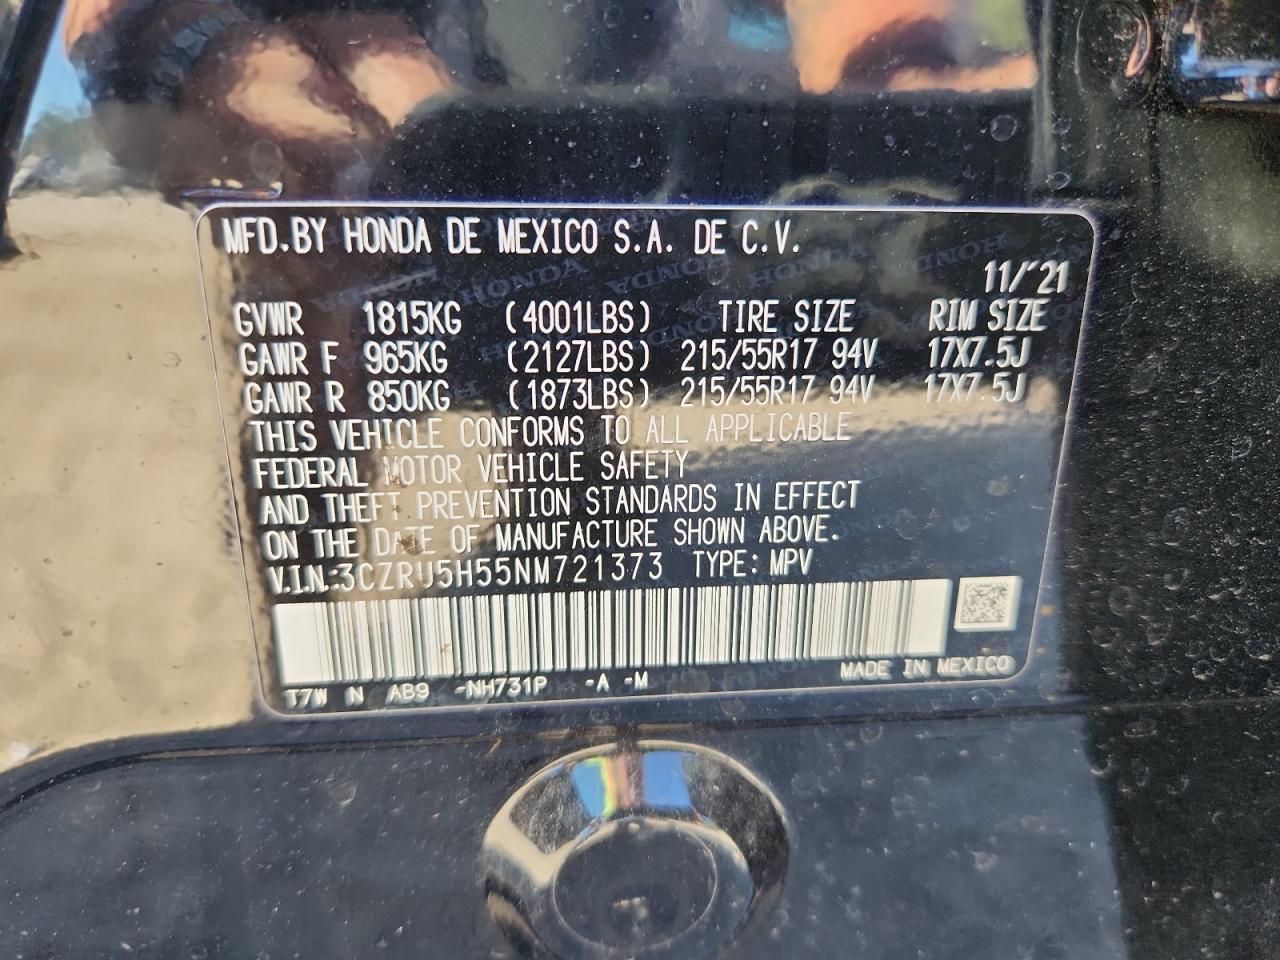 MFD.BY HONDA DE MEXICO S.A. DE C.V.
11/'21
GVWR 1815KG (4001LBS) TIRE SIZE RIM SIZE
GAWR F 965KG (2127LBS) 215/55R17 94V 17X7.5J
GAWR R 850KG (1873LBS) 215/55R17 94V 17X7.5J
THIS VEHICLE CONFORMS TO ALL APPLICABLE
FEDERAL MOTOR VEHICLE SAFETY
AND THEFT PREVENTION STANDARDS IN EFFECT
ON THE DATE OF MANUFACTURE SHOWN ABOVE.
V.I.N.:3CZRU5H55NM721373 TYPE: MPV
MADE IN MEXICO
T7W N AB9 -NH731P -A -M